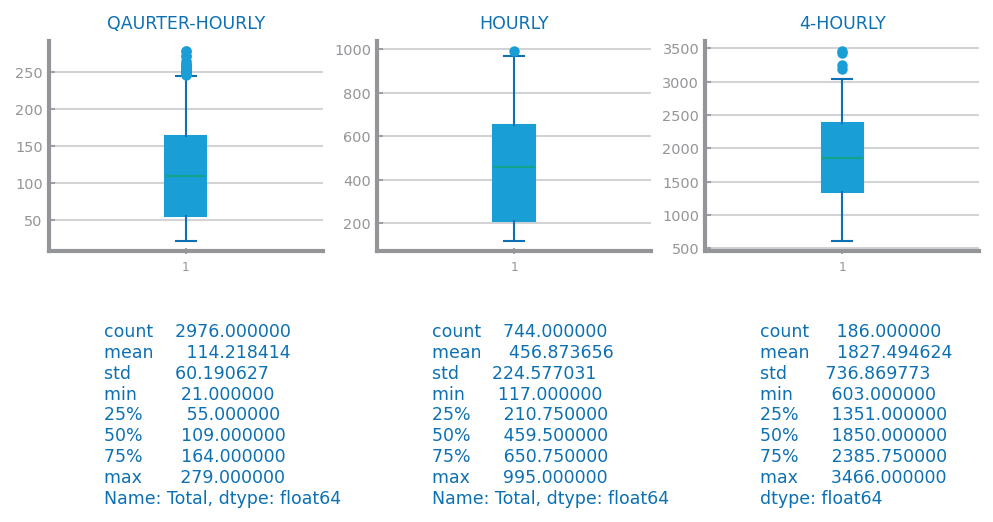 QAURTER-HOURLY
250
200
150
100
50
1
count 2976.000000
mean 114.218414
std 60.190627
min 21.000000
25% 55.000000
50% 109.000000
75% 164.000000
max 279.000000
Name: Total, dtype: float64
HOURLY
1000
800
600
400
200
1
count 744.000000
mean 456.873656
std 224.577031
min 117.000000
25% 210.750000
50% 459.500000
75% 650.750000
max 995.000000
Name: Total, dtype: float64
4-HOURLY
3500
3000
2500
2000
1500
1000
500
1
count 186.000000
mean 1827.494624
std 736.869773
min 603.000000
25% 1351.000000
50% 1850.000000
75% 2385.750000
max 3466.000000
dtype: float64